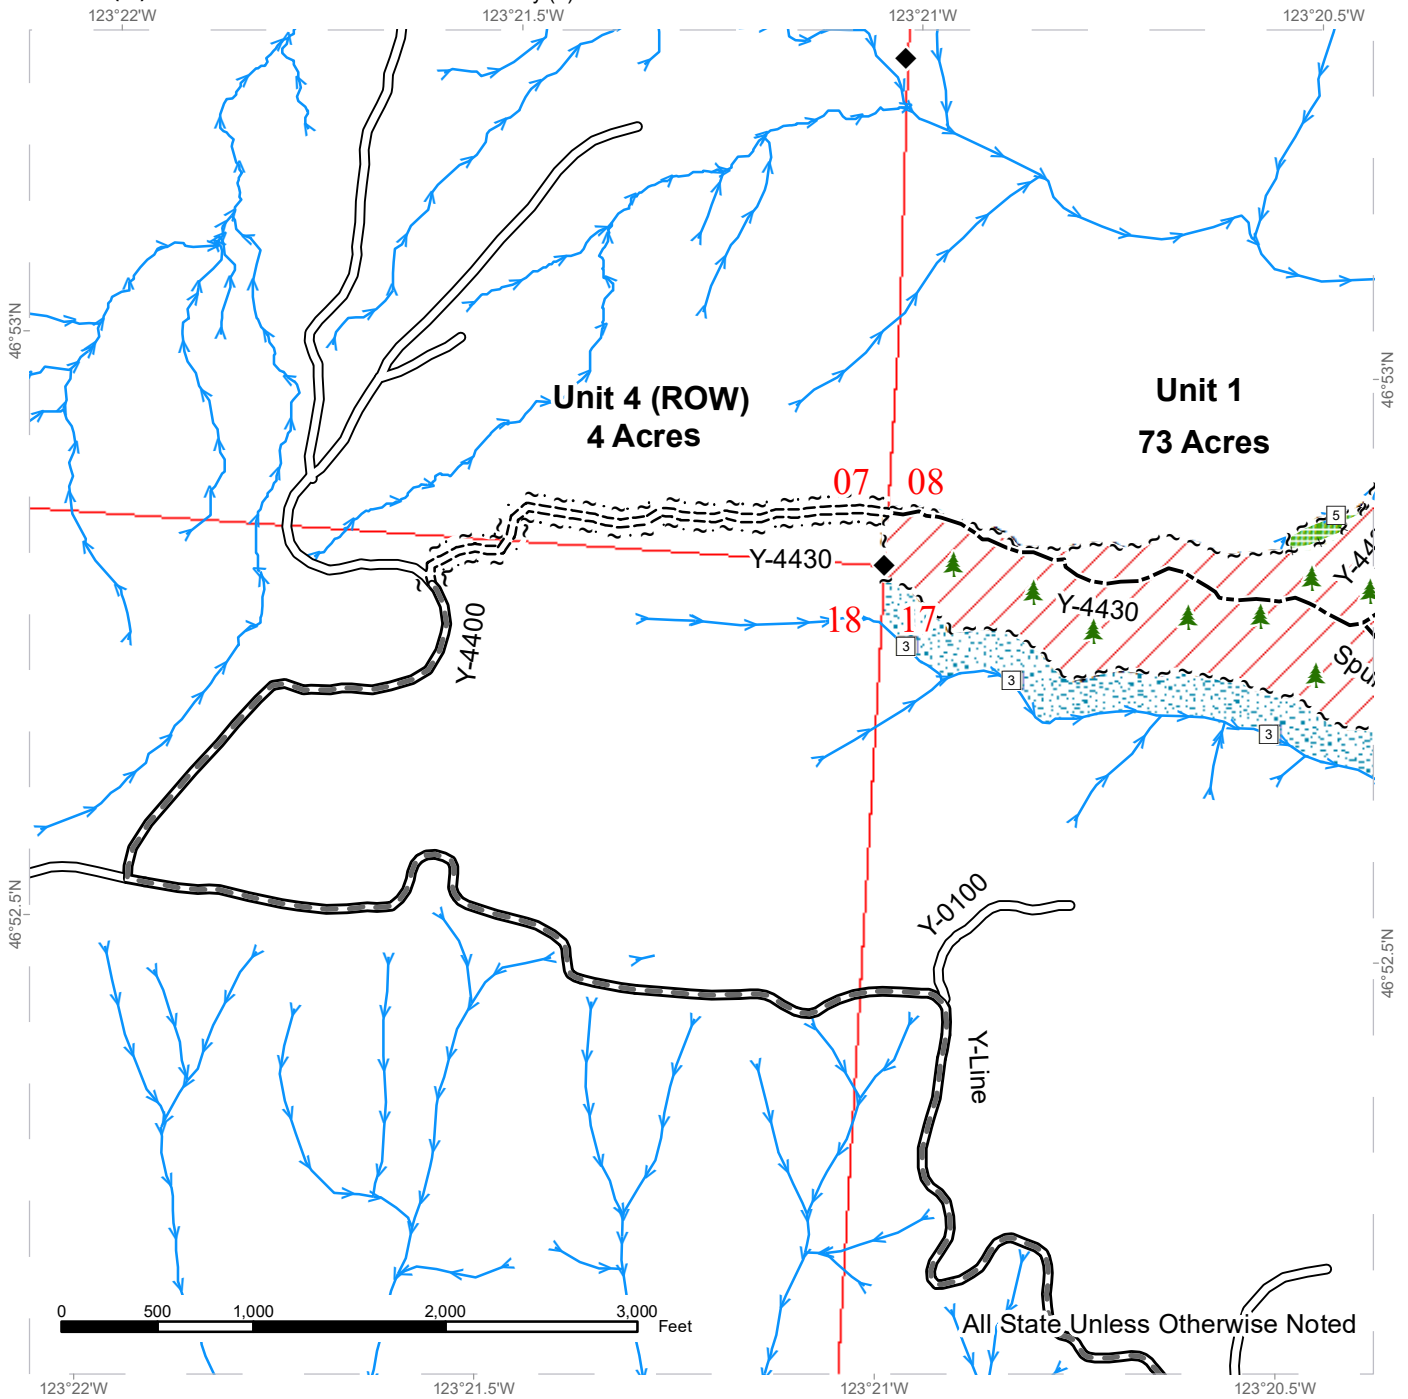 123°22'W
123°21.5'W
123°21'W
123°20.5'W
46°53'N
46°53'N
Unit 4 (ROW)
4 Acres
Unit 1
73 Acres
07
08
5
Y-4430
Y-4430
18
17
3
3
3
Y-4400
Y-0100
46°52.5'N
46°52.5'N
Y-Line
0
500
1,000
2,000
3,000
Feet
All State Unless Otherwise Noted
123°22'W
123°21.5'W
123°21'W
123°20.5'W